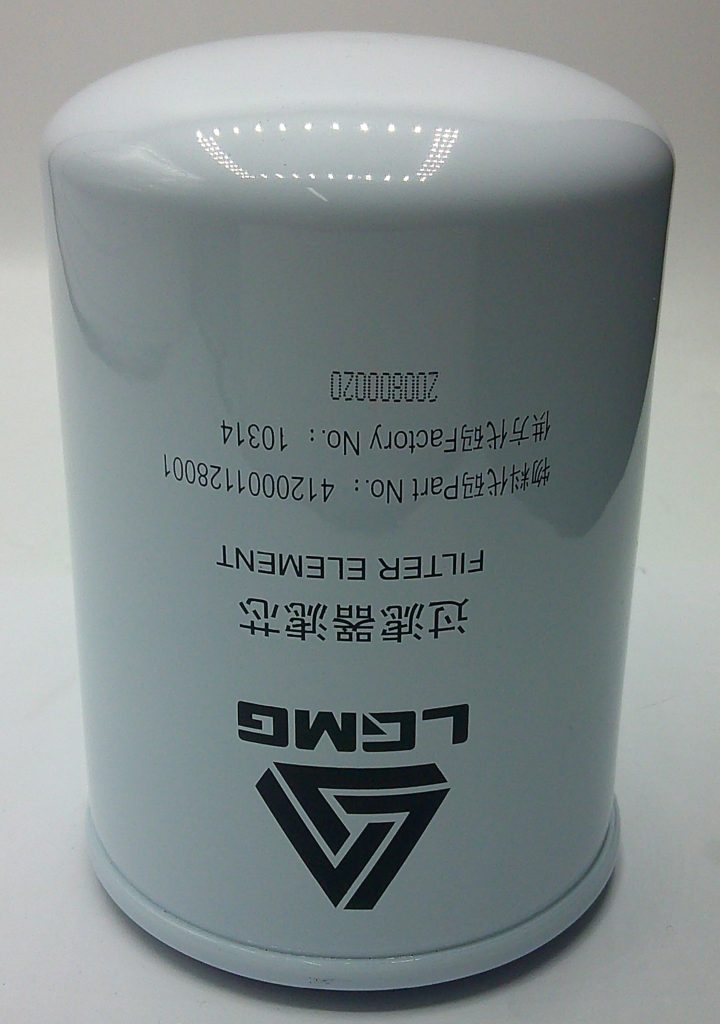 LGMG
过滤器滤芯
FILTER ELEMENT
物料代码Part No.：4120001128001
供方代码Factory No.：10314
200800020